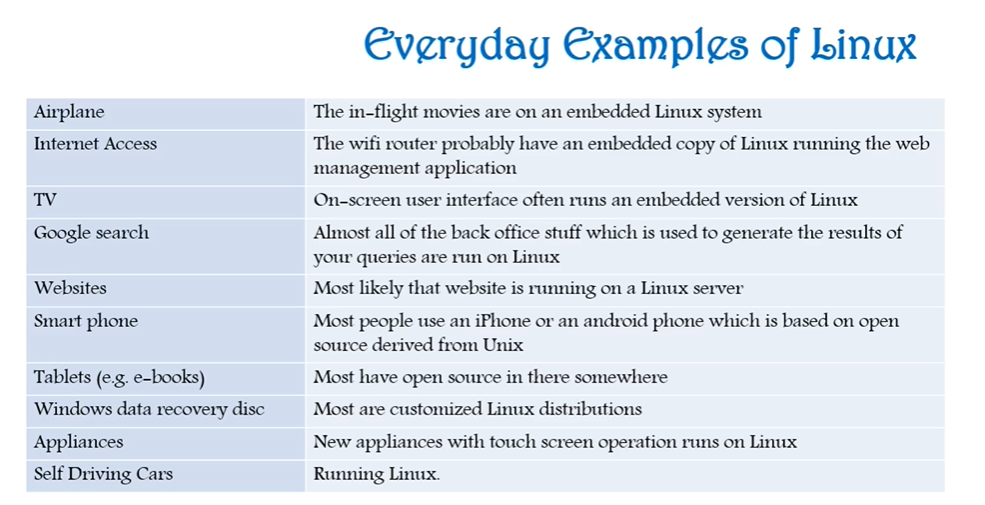 Everyday Examples of Linux
Airplane
The in-flight movies are on an embedded Linux system
Internet Access
The wifi router probably have an embedded copy of Linux running the web
management application
TV
On-screen user interface often runs an embedded version of Linux
Google search
Almost all of the back office stuff which is used to generate the results of
your queries are run on Linux
Websites
Most likely that website is running on a Linux server
Smart phone
Most people use an iPhone or an android phone which is based on open
source derived from Unix
Tablets (e.g. e-books)
Most have open source in there somewhere
Windows data recovery disc
Most are customized Linux distributions
Appliances
New appliances with touch screen operation runs on Linux
Self Driving Cars
Running Linux.